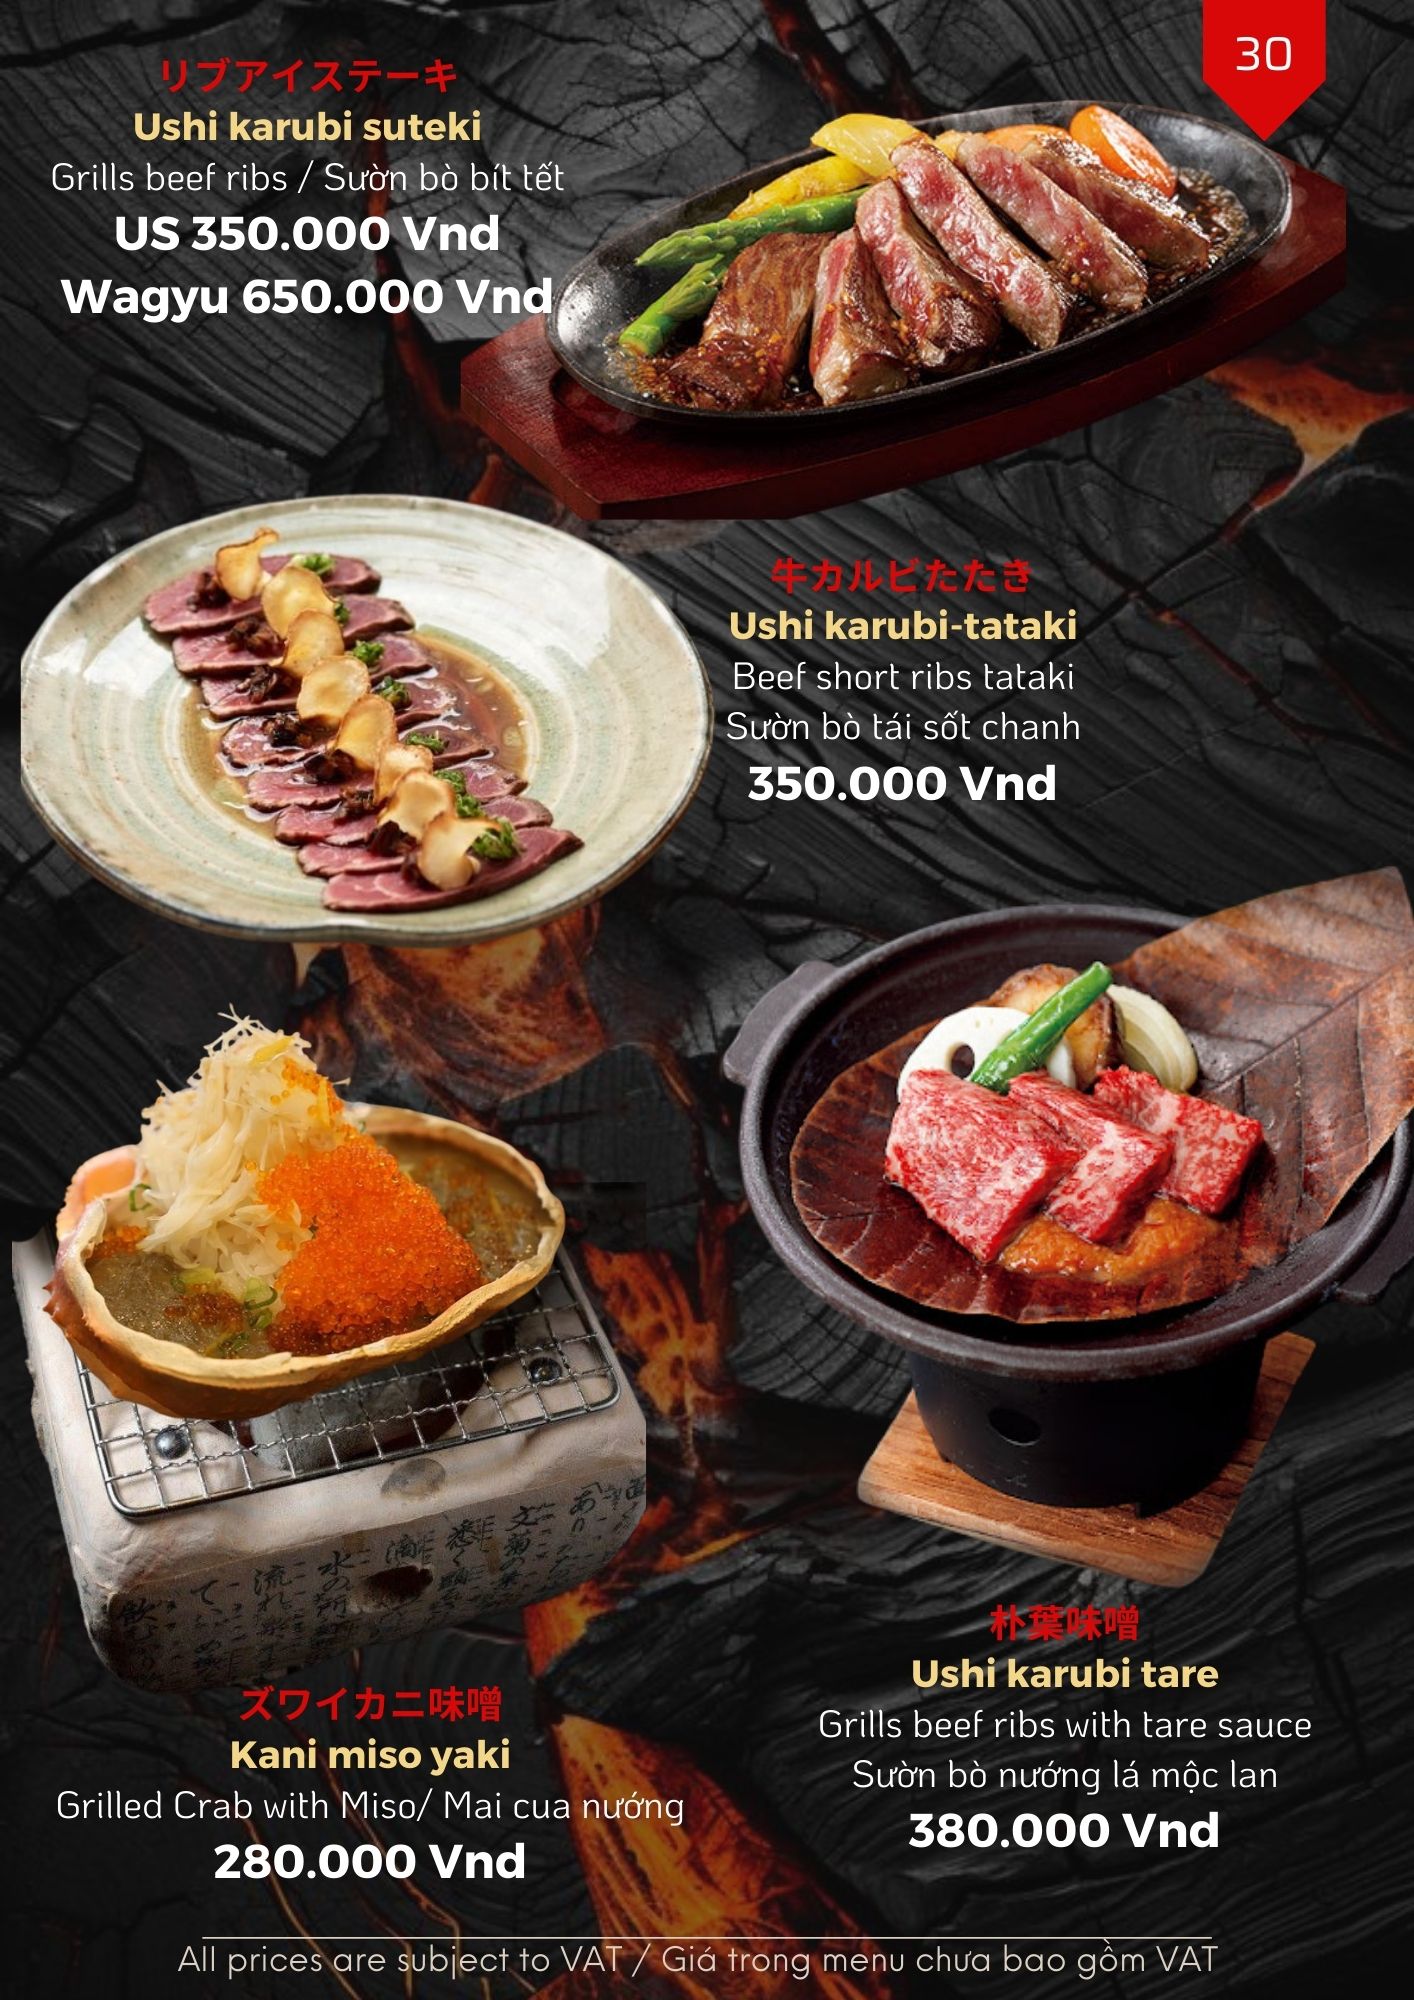 30
リブアイステーキ
Ushi karubi suteki
Grills beef ribs / Sườn bò bít tết
US 350.000 Vnd
Wagyu 650.000 Vnd
牛カルビたたき
Ushi karubi-tataki
Beef short ribs tataki
Sườn bò tái sốt chanh
350.000 Vnd
朴葉味噌
Ushi karubi tare
Grills beef ribs with tare sauce
Sườn bò nướng lá mộc lan
380.000 Vnd
ズワイカニ味噌
Kani miso yaki
Grilled Crab with Miso/ Mai cua nướng
280.000 Vnd
All prices are subject to VAT / Giá trong menu chưa bao gồm VAT